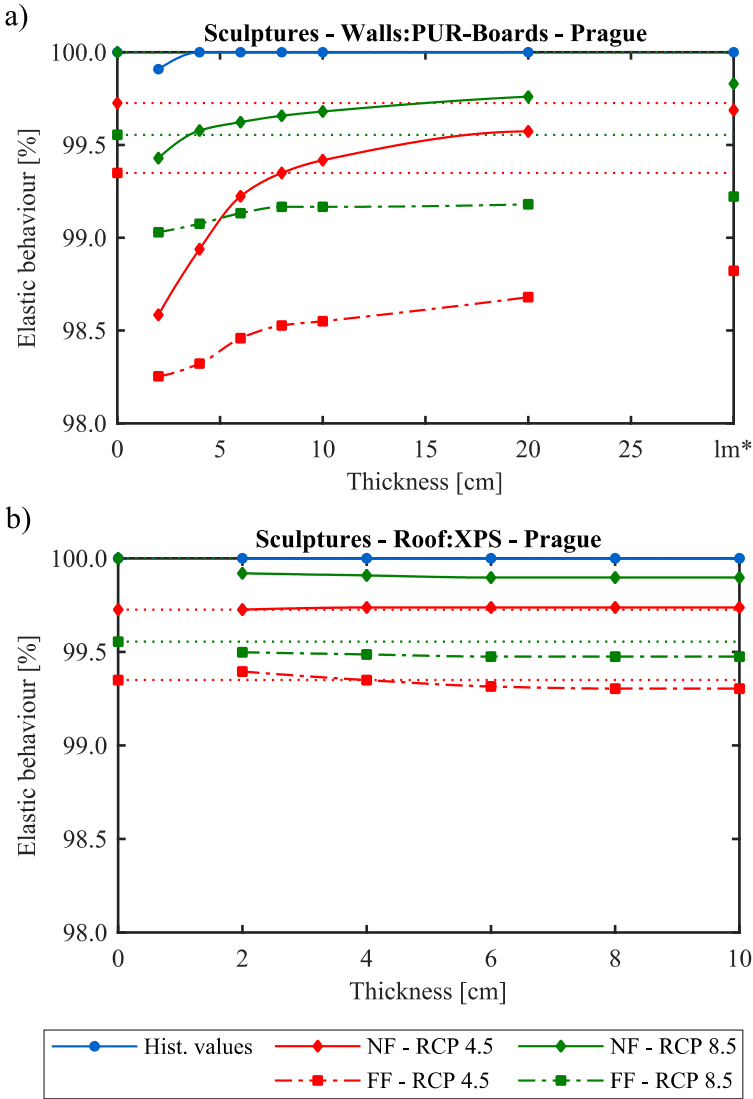 a)
Sculptures - Walls:PUR-Boards - Prague
100.0
99.5
99.0
98.5
98.0
Elastic behaviour [%]
0 5 10 15 20 25 Im*
Thickness [cm]
b)
Sculptures - Roof:XPS - Prague
100.0
99.5
99.0
98.5
98.0
Elastic behaviour [%]
0 2 4 6 8 10
Thickness [cm]
Hist. values NF - RCP 4.5 NF - RCP 8.5
FF - RCP 4.5 FF - RCP 8.5